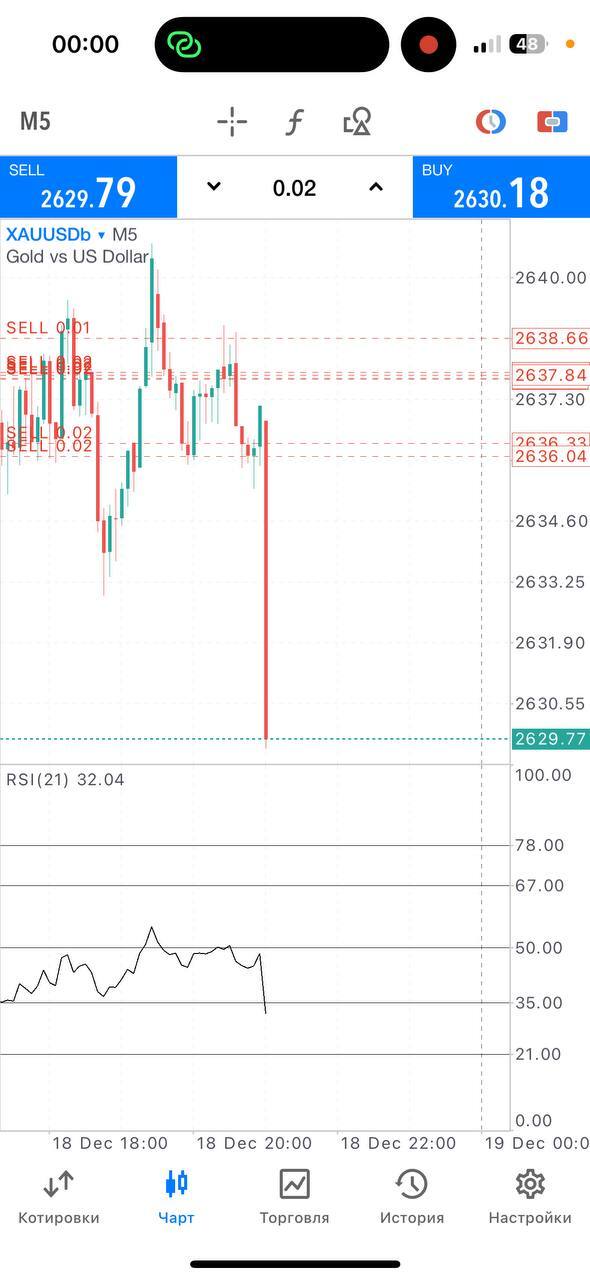 00:00
48
M5
SELL
2629.79
0.02
BUY
2630.18
XAUUSDb ▾ M5
Gold vs US Dollar
2640.00
SELL 0.01
2638.66
SELL 0.02
2637.84
2637.30
SELL 0.02
2636.33
SELL 0.02
2636.04
2634.60
2633.25
2631.90
2630.55
2629.77
RSI(21) 32.04
100.00
78.00
67.00
50.00
35.00
21.00
0.00
18 Dec 18:00
18 Dec 20:00
18 Dec 22:00
19 Dec 00:0
Котировки
Чарт
Торговля
История
Настройки